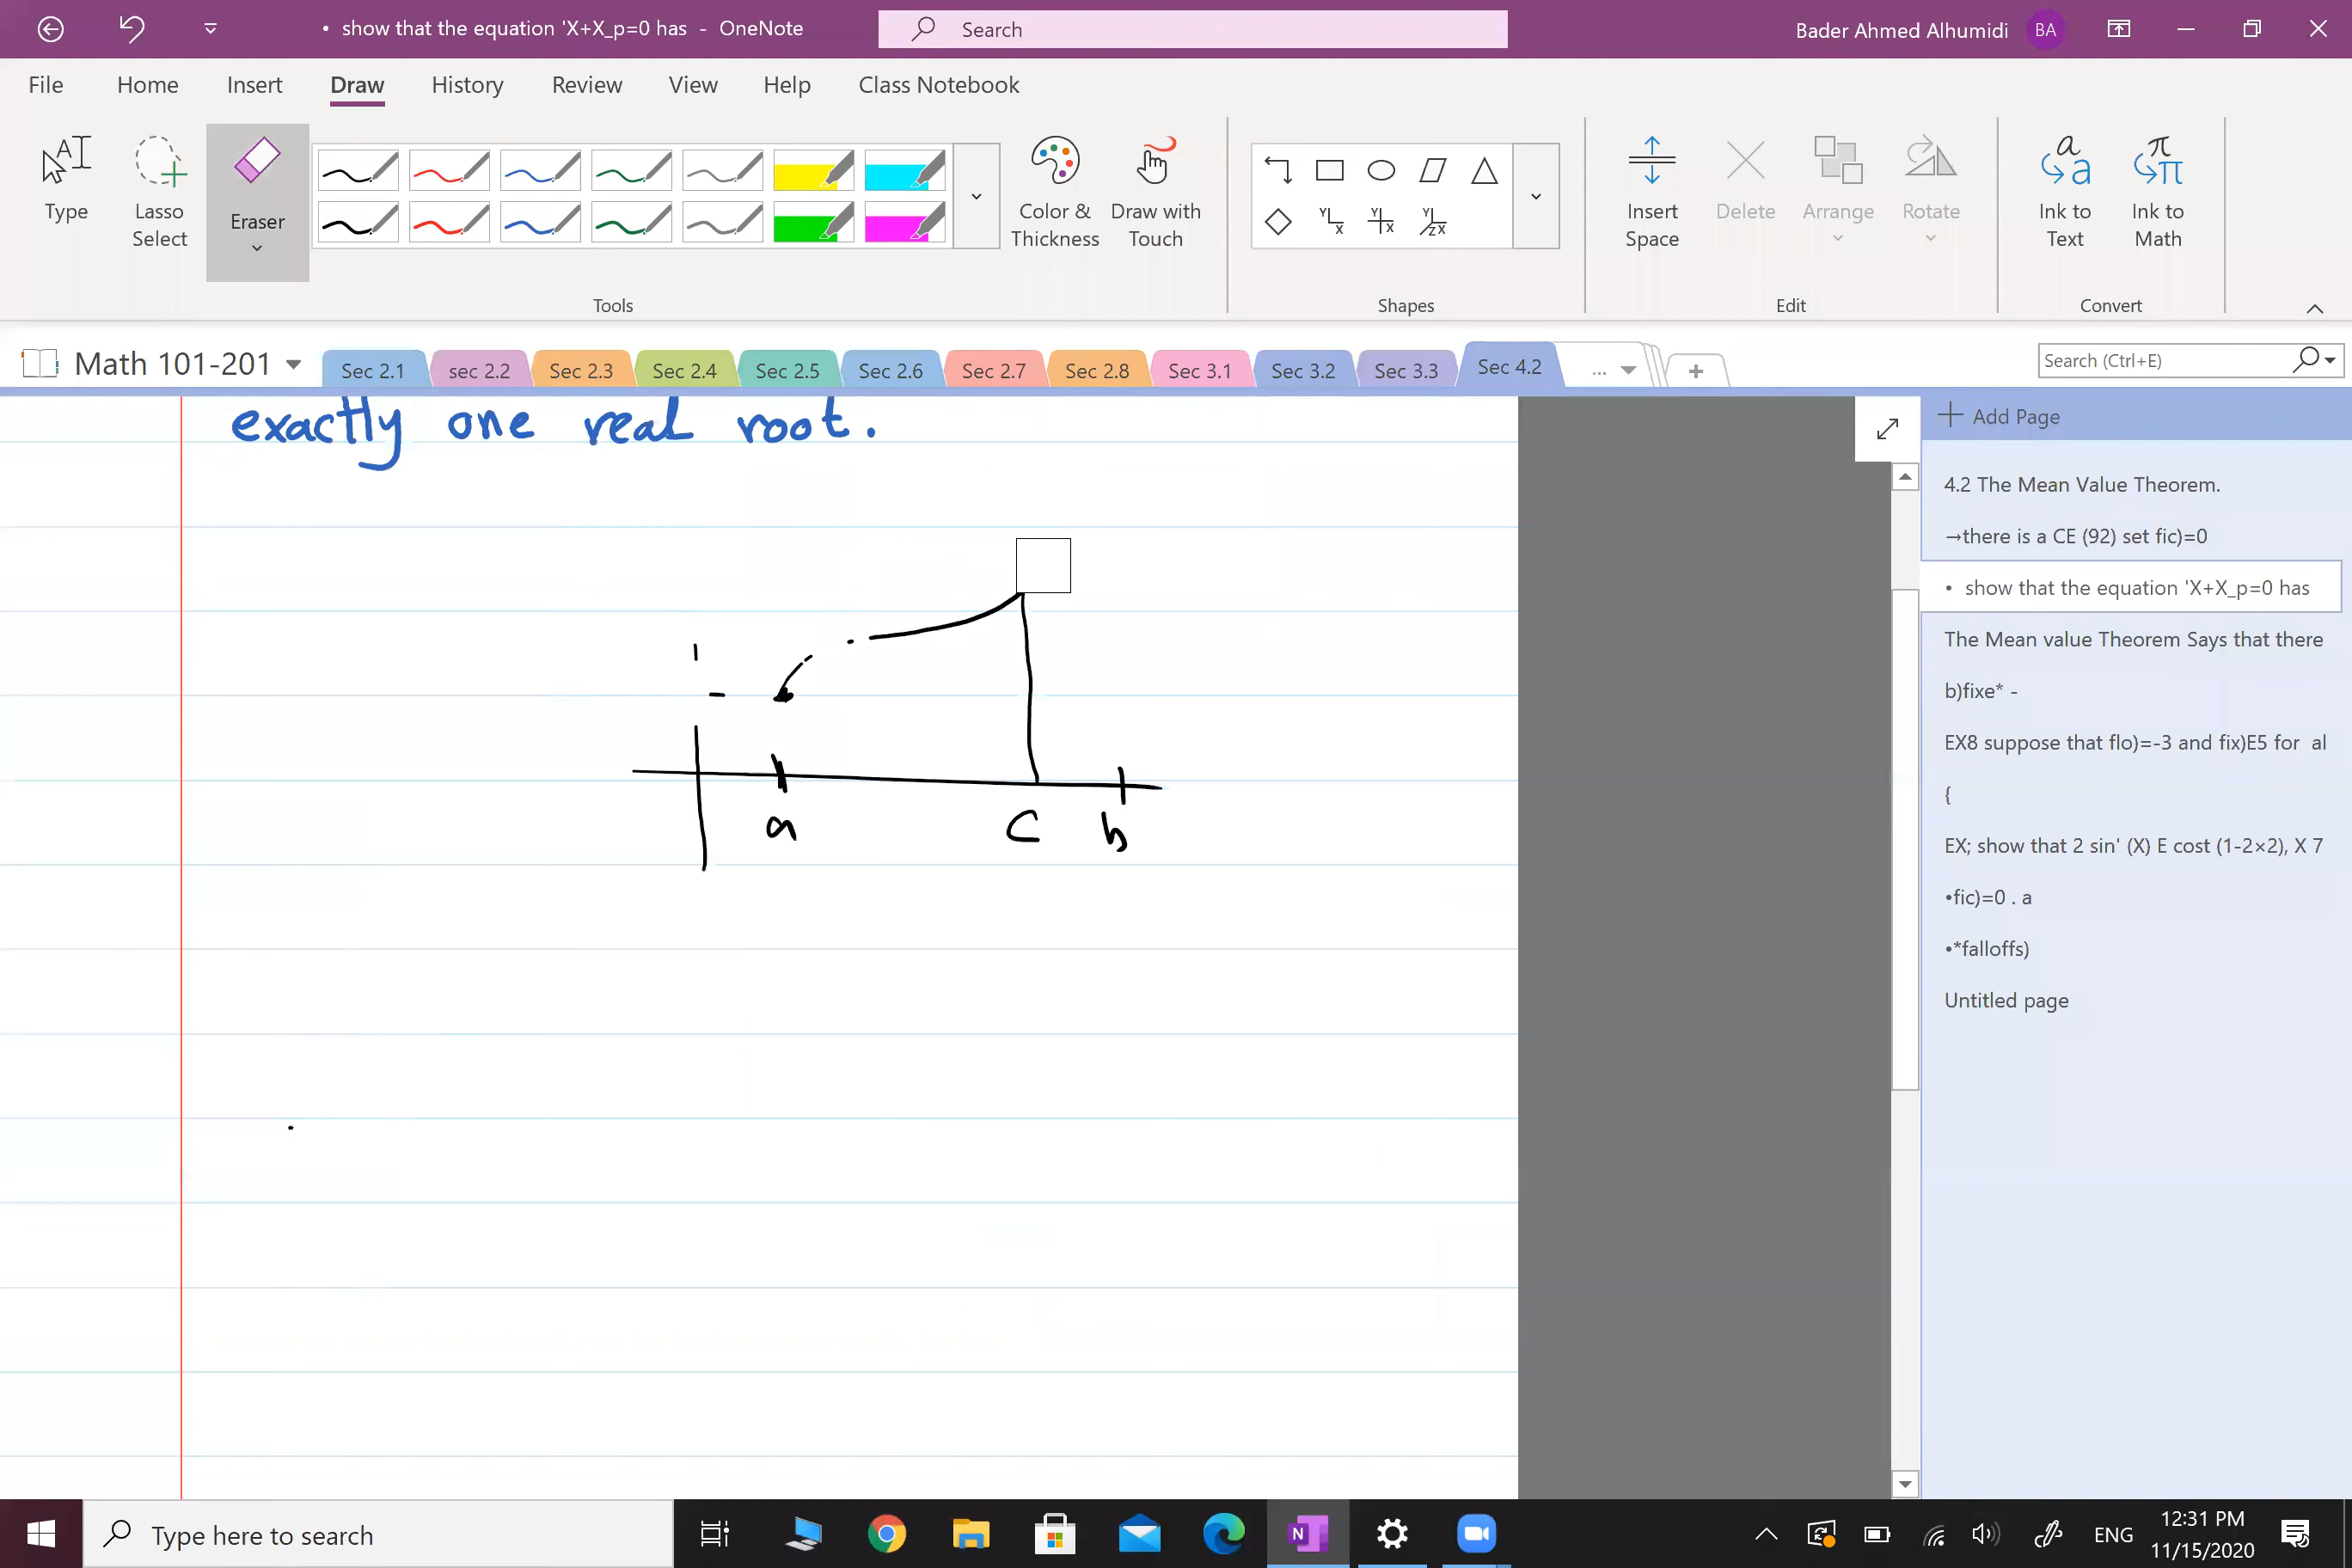 • show that the equation 'X+X_p=0 has - OneNote
Search
Bader Ahmed Alhumidi BA
File Home Insert Draw History Review View Help Class Notebook
Type
Lasso Select
Eraser
Color & Thickness
Draw with Touch
Insert Space
Delete
Arrange
Rotate
Ink to Text
Ink to Math
Tools Shapes Edit Convert
Math 101-201 Sec 2.1 sec 2.2 Sec 2.3 Sec 2.4 Sec 2.5 Sec 2.6 Sec 2.7 Sec 2.8 Sec 3.1 Sec 3.2 Sec 3.3 Sec 4.2 ... +
Search (Ctrl+E)
exactly one real root.
a c b
Add Page
4.2 The Mean Value Theorem.
→there is a CE (92) set fic)=0
• show that the equation 'X+X_p=0 has
The Mean value Theorem Says that there
b)fixe* -
EX8 suppose that flo)=-3 and fix)E5 for al
{
EX; show that 2 sin' (X) E cost (1-2×2), X 7
•fic)=0 . a
•*falloffs)
Untitled page
Type here to search
ENG
12:31 PM
11/15/2020